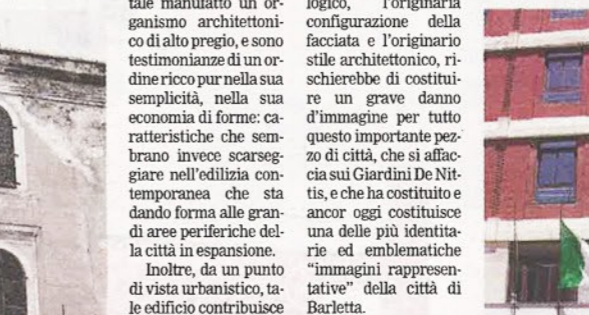 tale manufatto un or-
ganismo architettoni-
co di alto pregio, e sono
testimonianze di un or-
dine ricco pur nella sua
semplicità, nella sua
economia di forme: ca-
ratteristiche che sem-
brano invece scarseg-
giare nell'edilizia con-
temporanea che sta
dando forma alle gran-
di aree periferiche del-
la città in espansione.
Inoltre, da un punto
di vista urbanistico, ta-
le edificio contribuisce
logico, l'originaria
configurazione della
facciata e l'originario
stile architettonico, ri-
schierebbe di costitui-
re un grave danno
d'immagine per tutto
questo importante pez-
zo di città, che si affac-
cia sui Giardini De Nit-
tis, e che ha costituito e
ancor oggi costituisce
una delle più identita-
rie ed emblematiche
"immagini rappresen-
tative" della città di
Barletta.